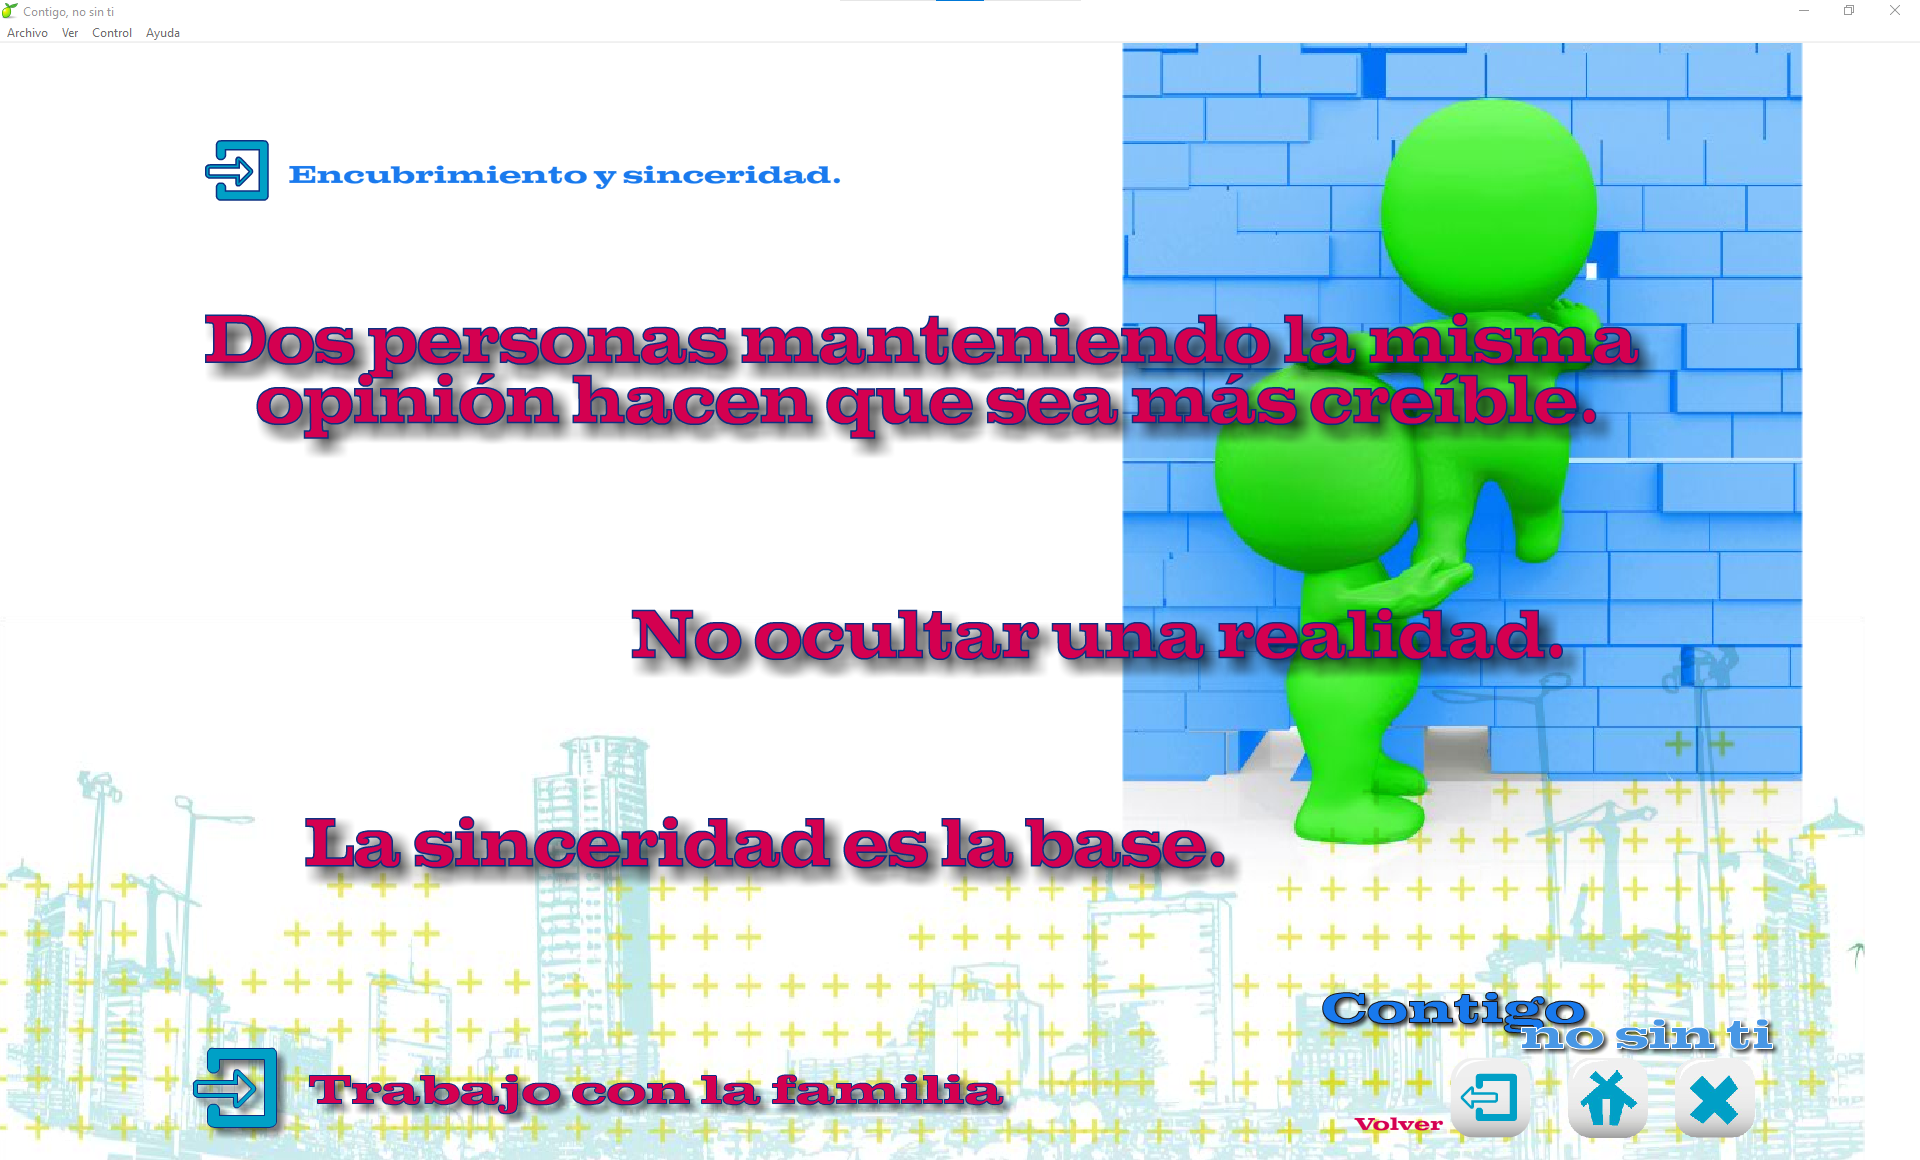 Contigo, no sin ti
Archivo Ver Control Ayuda
Encubrimiento y sinceridad.
Dos personas manteniendo la misma
opinión hacen que sea más creíble.
No ocultar una realidad.
La sinceridad es la base.
Contigo
no sin ti
Trabajo con la familia
Volver